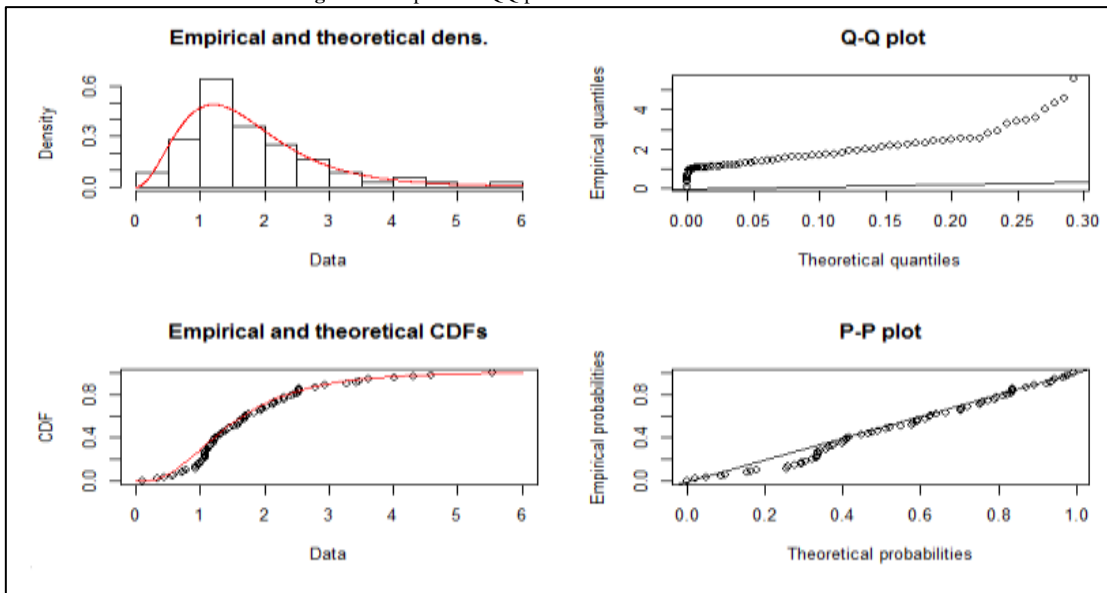 Empirical and theoretical dens.
Density
0.0 0.3 0.6
0 1 2 3 4 5 6
Data
Q-Q plot
Empirical quantiles
0 2 4
0.00 0.05 0.10 0.15 0.20 0.25 0.30
Theoretical quantiles
Empirical and theoretical CDFs
CDF
0.0 0.4 0.8
0 1 2 3 4 5 6
Data
P-P plot
Empirical probabilities
0.0 0.4 0.8
0.0 0.2 0.4 0.6 0.8 1.0
Theoretical probabilities